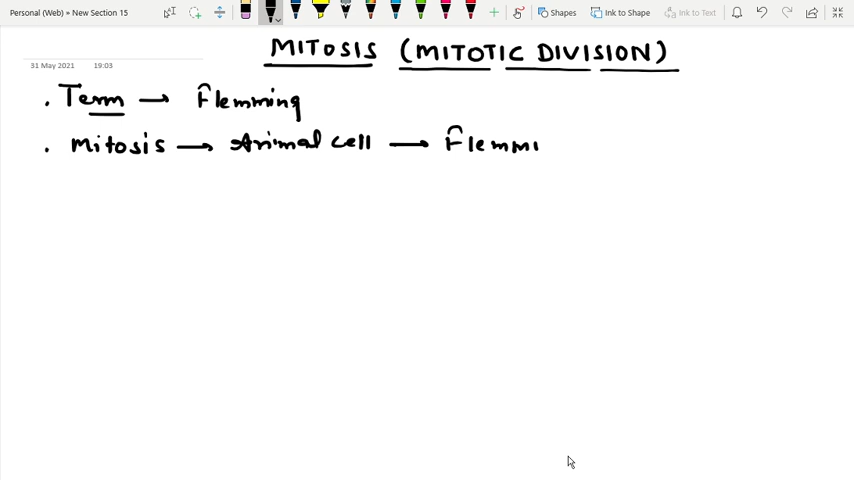 Personal (Web) » New Section 15
Shapes
Ink to Shape
Ink to Text
MITOSIS (MITOTIC DIVISION)
31 May 2021 19:03
. Term → Flemming
. Mitosis → Animal cell → Flemmi